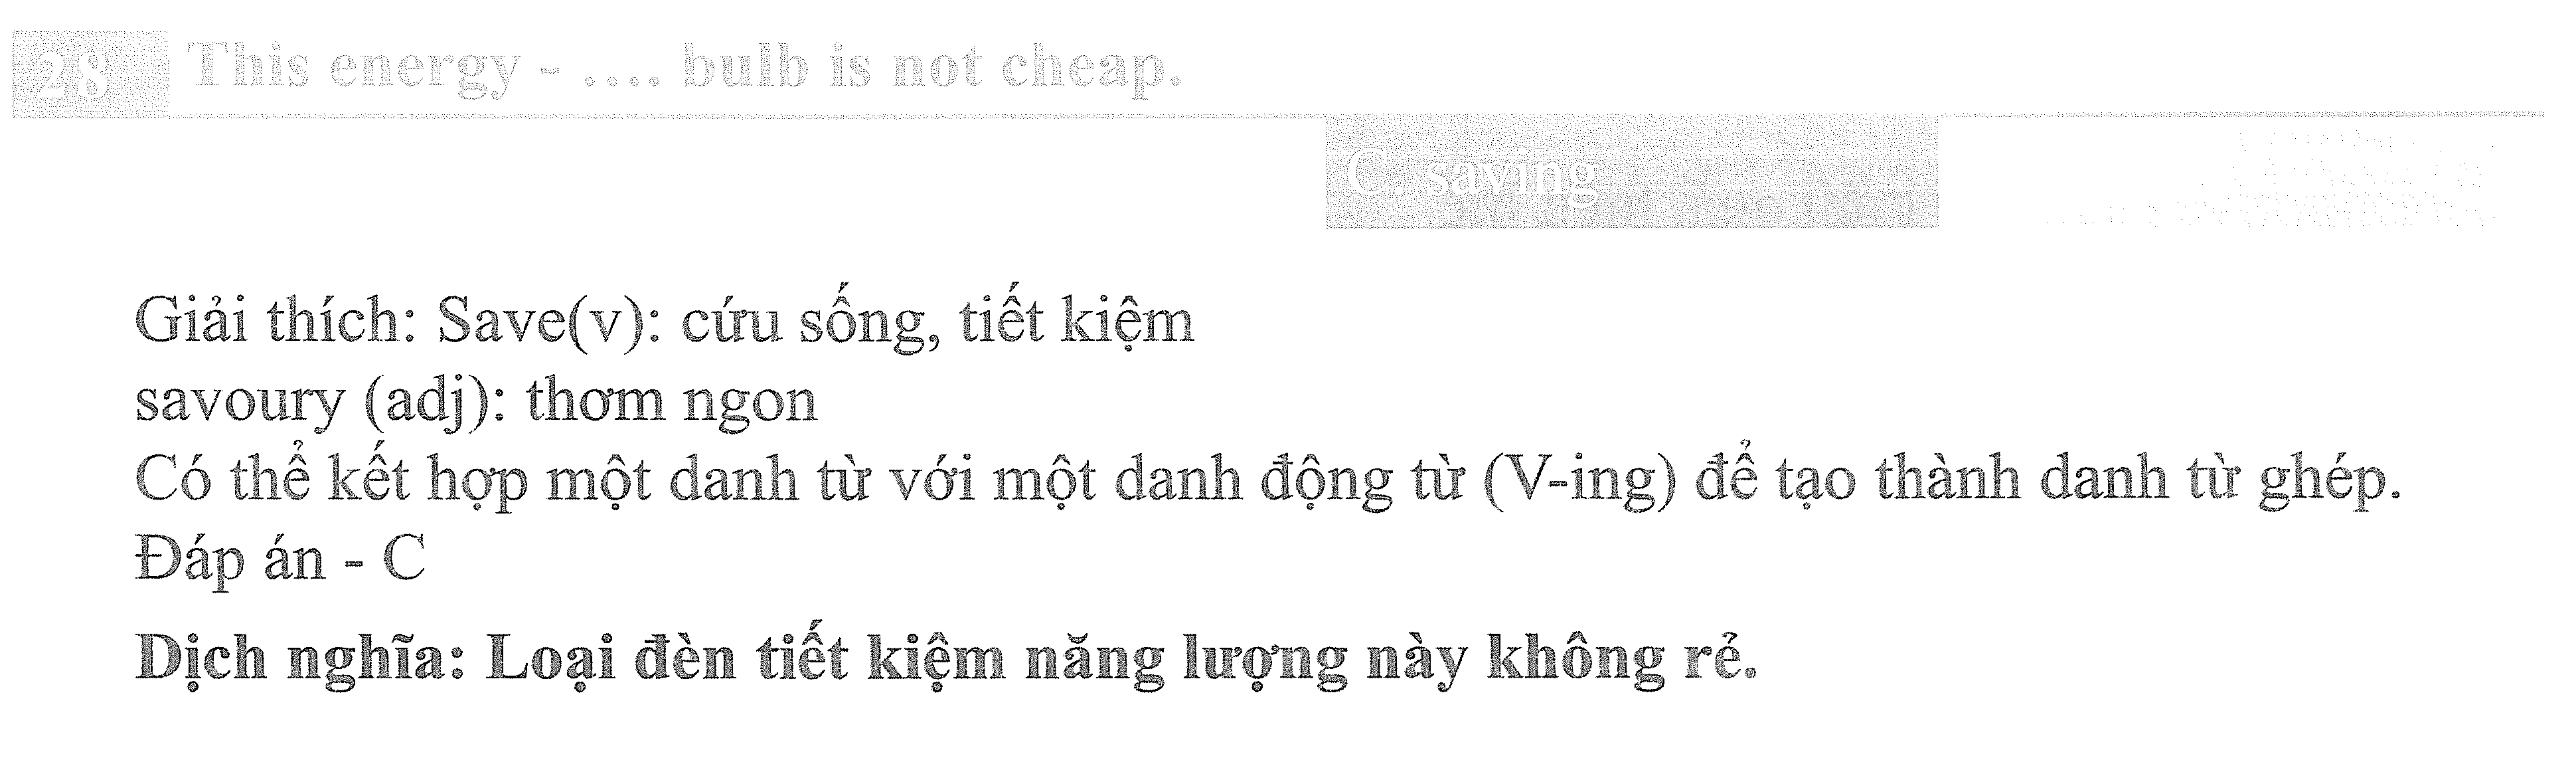 28 This energy - .... bulb is not cheap.
C. saving
Giải thích: Save(v): cứu sống, tiết kiệm
savoury (adj): thơm ngon
Có thể kết hợp một danh từ với một danh động từ (V-ing) để tạo thành danh từ ghép.
Đáp án - C
Dịch nghĩa: Loại đèn tiết kiệm năng lượng này không rẻ.